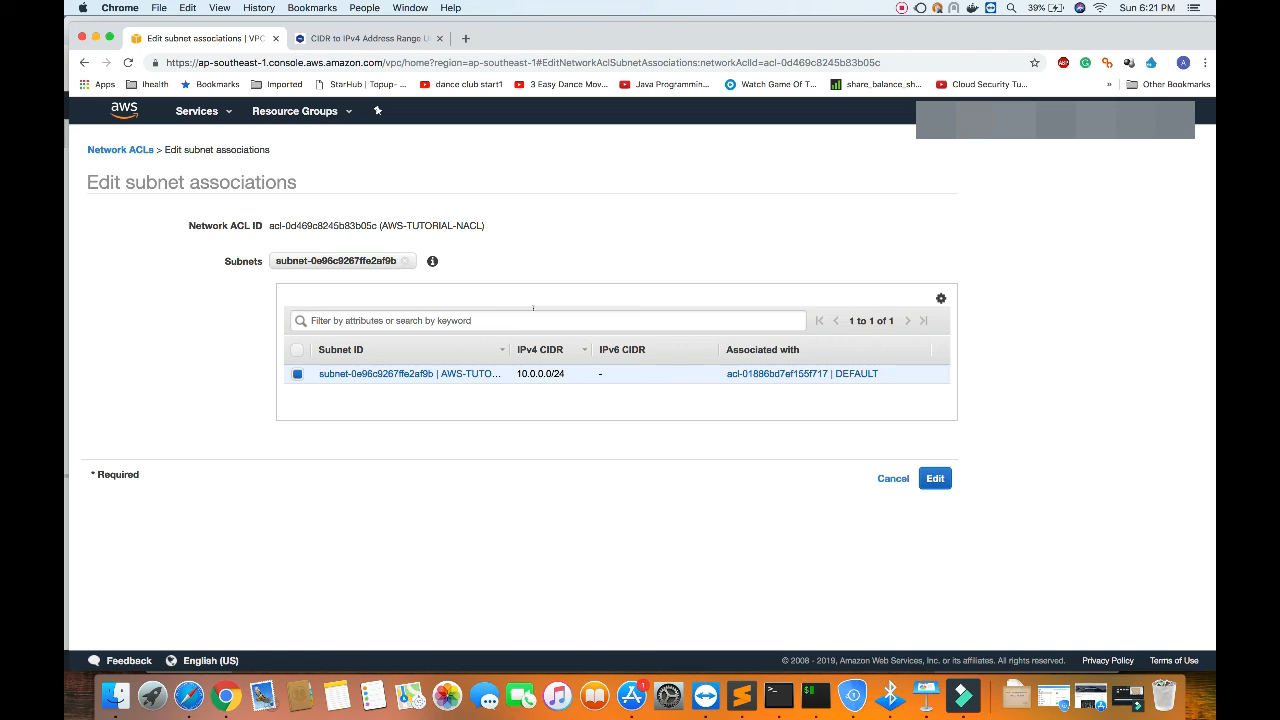 Chrome File Edit View History Bookmarks People Window Help 39% Sun 6:21 PM
Edit subnet associations | VPC CIDR to IPv4 Address Range U
https://ap-southeast-1.console.aws.amazon.com/vpc/home?region=ap-southeast-1#EditNetworkAclSubnetAssociations:networkAclId=acl-0d469c8245b83b05c
Apps Ihealth Bookmarks Imported StarHub | Topup-... dance club start1 3 Easy Dance Mov... Java Programmin... Watch Game Of T... share_balance_sh... Cloud Security Tu... » Other Bookmarks
aws Services Resource Groups
Network ACLs > Edit subnet associations
Edit subnet associations
Network ACL ID acl-0d469c8245b83b05c (AWS-TUTORIAL-NACL)
Subnets subnet-0e96c9267ffe2af9b
Filter by attributes or search by keyword 1 to 1 of 1
Subnet ID IPv4 CIDR IPv6 CIDR Associated with
subnet-0e96c9267ffe2af9b | AWS-TUTO... 10.0.0.0/24 - acl-01886bd7ef155f717 | DEFAULT
* Required Cancel Edit
Feedback English (US) © 2008 - 2019, Amazon Web Services, Inc. or its affiliates. All rights reserved. Privacy Policy Terms of Use